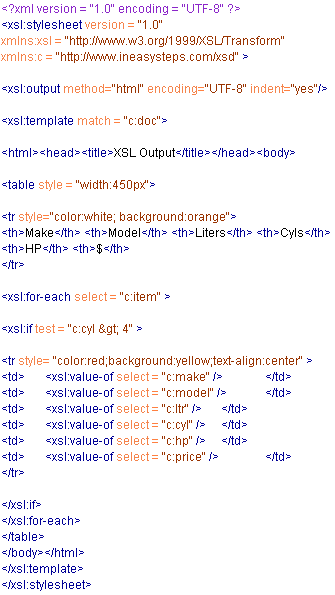 <?xml version = "1.0" encoding = "UTF-8" ?>
<xsl:stylesheet version = "1.0"
xmlns:xsl = "http://www.w3.org/1999/XSL/Transform"
xmlns:c = "http://www.ineasysteps.com/xsd" >
<xsl:output method="html" encoding="UTF-8" indent="yes"/>
<xsl:template match = "c:doc">
<html><head><title>XSL Output</title></head><body>
<table style = "width:450px">
<tr style="color:white; background:orange">
<th>Make</th> <th>Model</th> <th>Liters</th> <th>Cyls</th>
<th>HP</th> <th>$</th>
</tr>
<xsl:for-each select = "c:item" >
<xsl:if test = "c:cyl &gt; 4" >
<tr style= "color:red;background:yellow;text-align:center" >
<td> <xsl:value-of select = "c:make" /> </td>
<td> <xsl:value-of select = "c:model" /> </td>
<td> <xsl:value-of select = "c:ltr" /> </td>
<td> <xsl:value-of select = "c:cyl" /> </td>
<td> <xsl:value-of select = "c:hp" /> </td>
<td> <xsl:value-of select = "c:price" /> </td>
</tr>
</xsl:if>
</xsl:for-each>
</table>
</body></html>
</xsl:template>
</xsl:stylesheet>